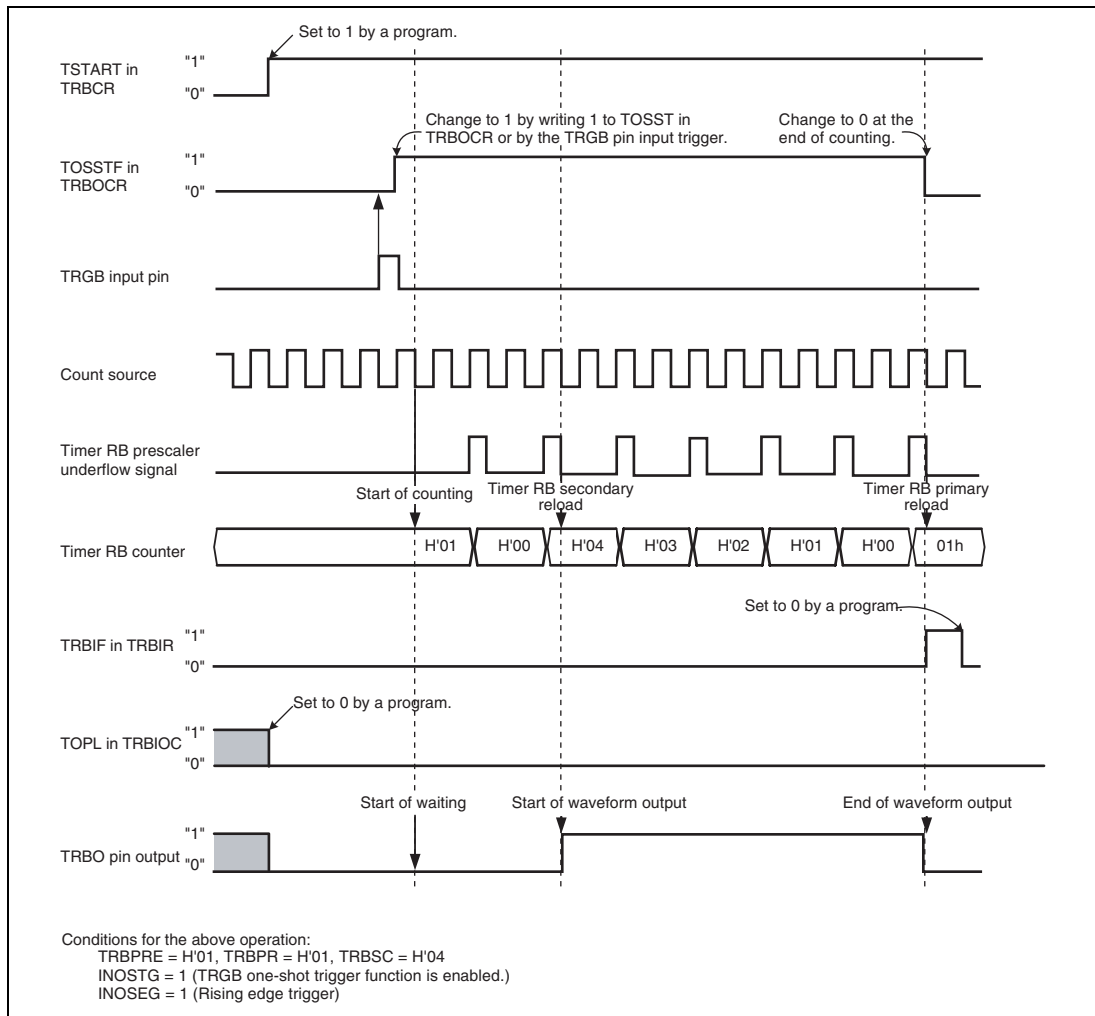 Set to 1 by a program.
TSTART in
TRBCR
"1"
"0"
Change to 1 by writing 1 to TOSST in
TRBOCR or by the TRGB pin input trigger.
Change to 0 at the
end of counting.
TOSSTF in
TRBOCR
"1"
"0"
TRGB input pin
Count source
Timer RB prescaler
underflow signal
Start of counting
Timer RB secondary
reload
Timer RB primary
reload
Timer RB counter
H'01 H'00 H'04 H'03 H'02 H'01 H'00 01h
Set to 0 by a program.
TRBIF in TRBIR
"1"
"0"
Set to 0 by a program.
TOPL in TRBIOC
"1"
"0"
Start of waiting
Start of waveform output
End of waveform output
TRBO pin output
"1"
"0"
Conditions for the above operation:
TRBPRE = H'01, TRBPR = H'01, TRBSC = H'04
INOSTG = 1 (TRGB one-shot trigger function is enabled.)
INOSEG = 1 (Rising edge trigger)